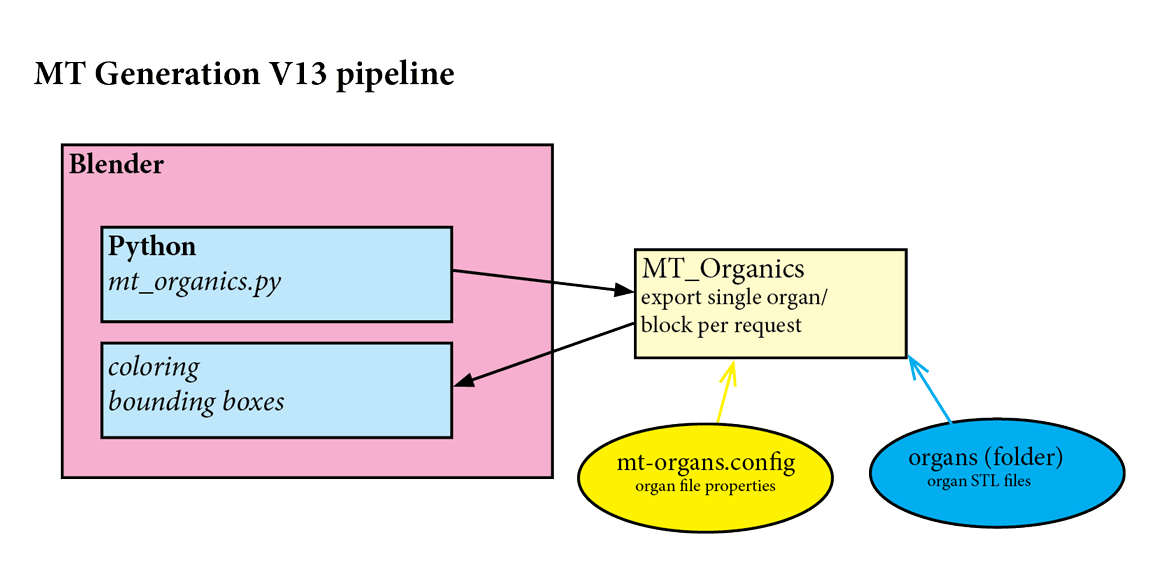 MT Generation V13 pipeline
Blender
Python
mt_organics.py
coloring
bounding boxes
MT_Organics
export single organ/
block per request
mt-organs.config
organ file properties
organs (folder)
organ STL files